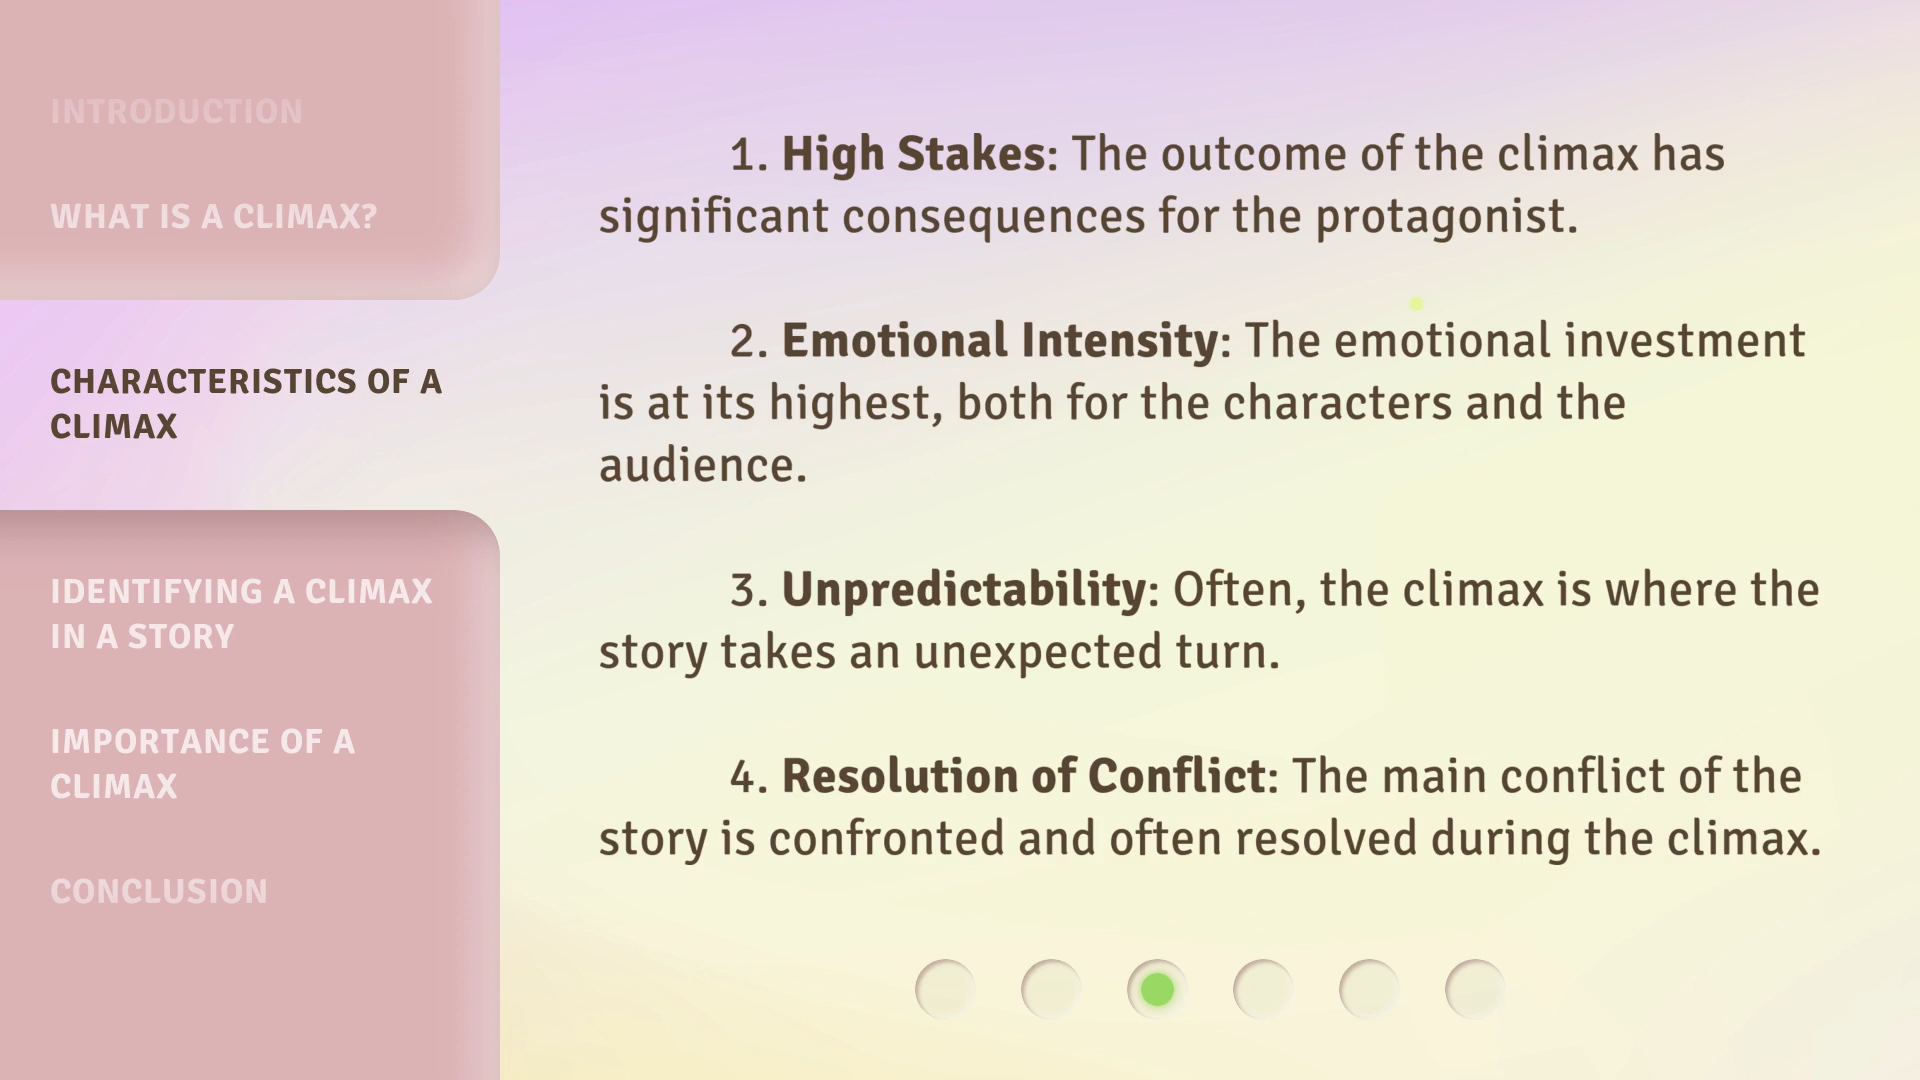 INTRODUCTION
WHAT IS A CLIMAX?
CHARACTERISTICS OF A
CLIMAX
IDENTIFYING A CLIMAX
IN A STORY
IMPORTANCE OF A
CLIMAX
CONCLUSION
1. High Stakes: The outcome of the climax has
significant consequences for the protagonist.
2. Emotional Intensity: The emotional investment
is at its highest, both for the characters and the
audience.
3. Unpredictability: Often, the climax is where the
story takes an unexpected turn.
4. Resolution of Conflict: The main conflict of the
story is confronted and often resolved during the climax.